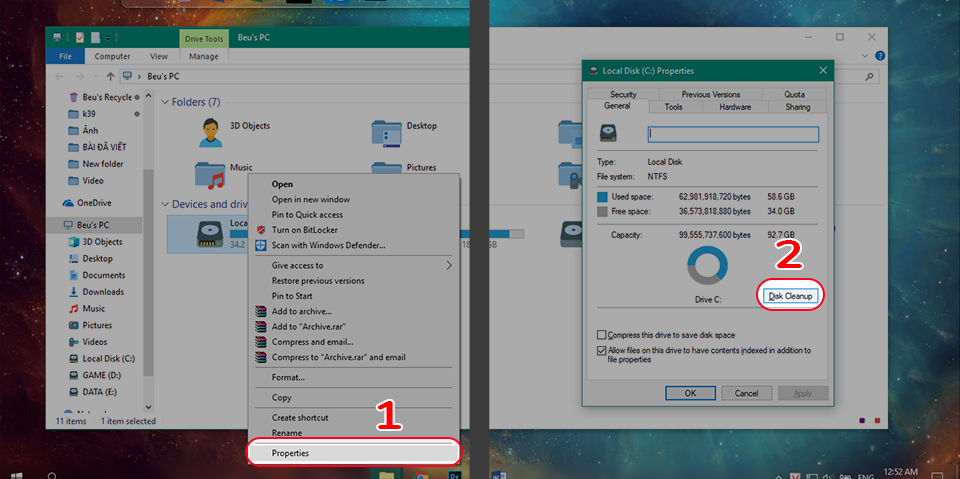 Drive Tools
Beu's PC
File
Computer
View
Manage
Beu's PC
Beu's Recycle
k39
Ảnh
BÀI ĐÃ VIẾT
New folder
Video
OneDrive
Beu's PC
3D Objects
Desktop
Documents
Downloads
Music
Pictures
Videos
Local Disk (C:)
GAME (D:)
DATA (E:)
11 items
1 item selected
Folders (7)
3D Objects
Desktop
Music
Pictures
Devices and driv
Loca
34.2
Open
Open in new window
Pin to Quick access
Turn on BitLocker
Scan with Windows Defender...
Give access to
Restore previous versions
Pin to Start
Add to archive...
Add to "Archive.rar"
Compress and email...
Compress to "Archive.rar" and email
Format...
Copy
Create shortcut
Rename
Properties
1
Local Disk (C:) Properties
Security
Previous Versions
Quota
General
Tools
Hardware
Sharing
Type:
Local Disk
File system:
NTFS
Used space:
62,981,918,720 bytes
58.6 GB
Free space:
36,573,818,880 bytes
34.0 GB
Capacity:
99,555,737,600 bytes
92.7 GB
2
Drive C:
Disk Cleanup
Compress this drive to save disk space
Allow files on this drive to have contents indexed in addition to
file properties
OK
Cancel
Apply
ENG
12:52 AM